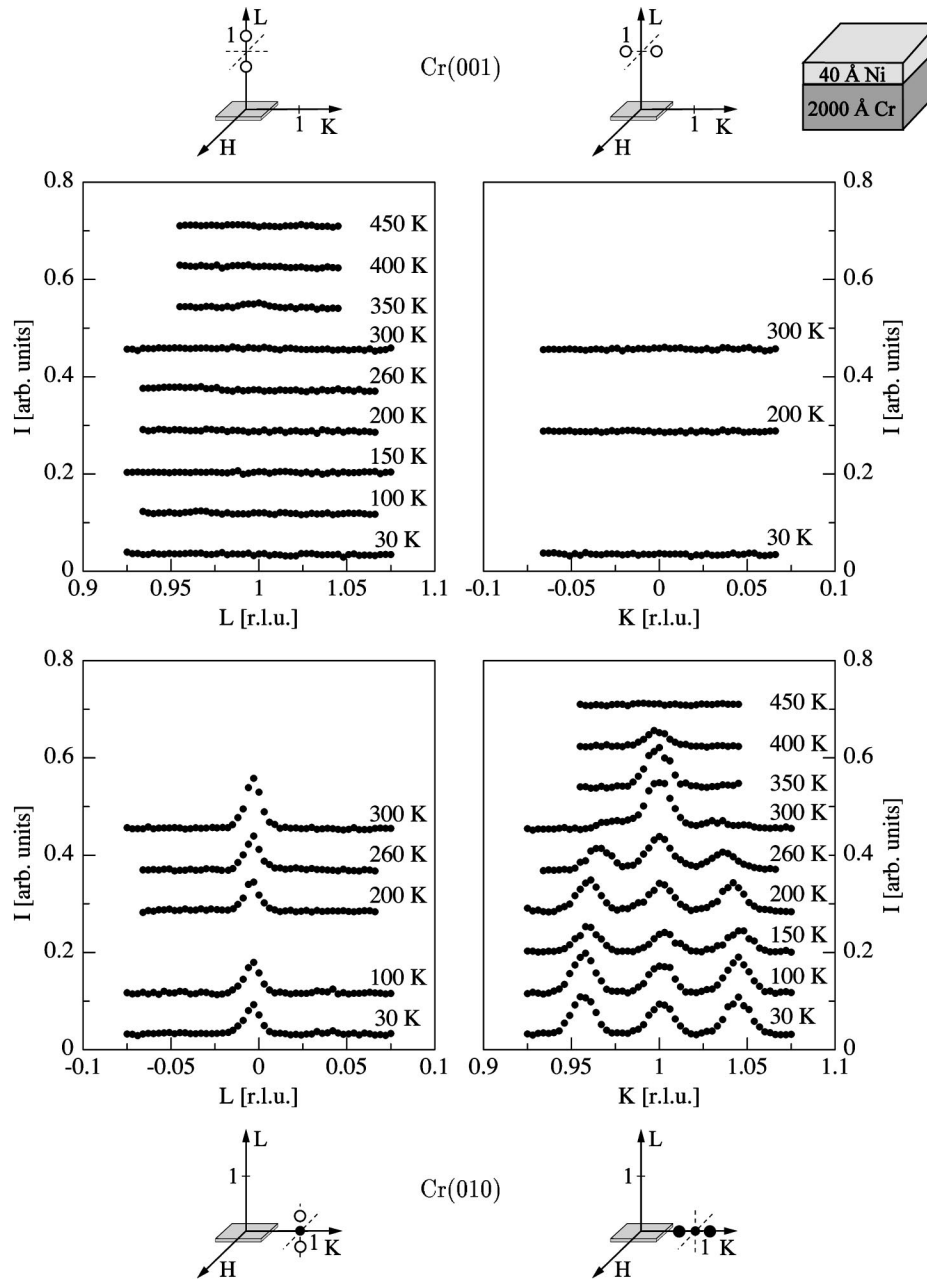 L
1
1
K
H
Cr(001)
L
1
1
K
H
40 Å Ni
2000 Å Cr
0.8
0.6
0.4
0.2
0
I [arb. units]
450 K
400 K
350 K
300 K
260 K
200 K
150 K
100 K
30 K
0.9
0.95
1
1.05
1.1
L [r.l.u.]
300 K
200 K
30 K
0.8
0.6
0.4
0.2
0
I [arb. units]
-0.1
-0.05
0
0.05
0.1
K [r.l.u.]
0.8
0.6
0.4
0.2
0
I [arb. units]
300 K
260 K
200 K
100 K
30 K
-0.1
-0.05
0
0.05
0.1
L [r.l.u.]
450 K
400 K
350 K
300 K
260 K
200 K
150 K
100 K
30 K
0.8
0.6
0.4
0.2
0
I [arb. units]
0.9
0.95
1
1.05
1.1
K [r.l.u.]
L
1
1
K
H
Cr(010)
L
1
1
K
H